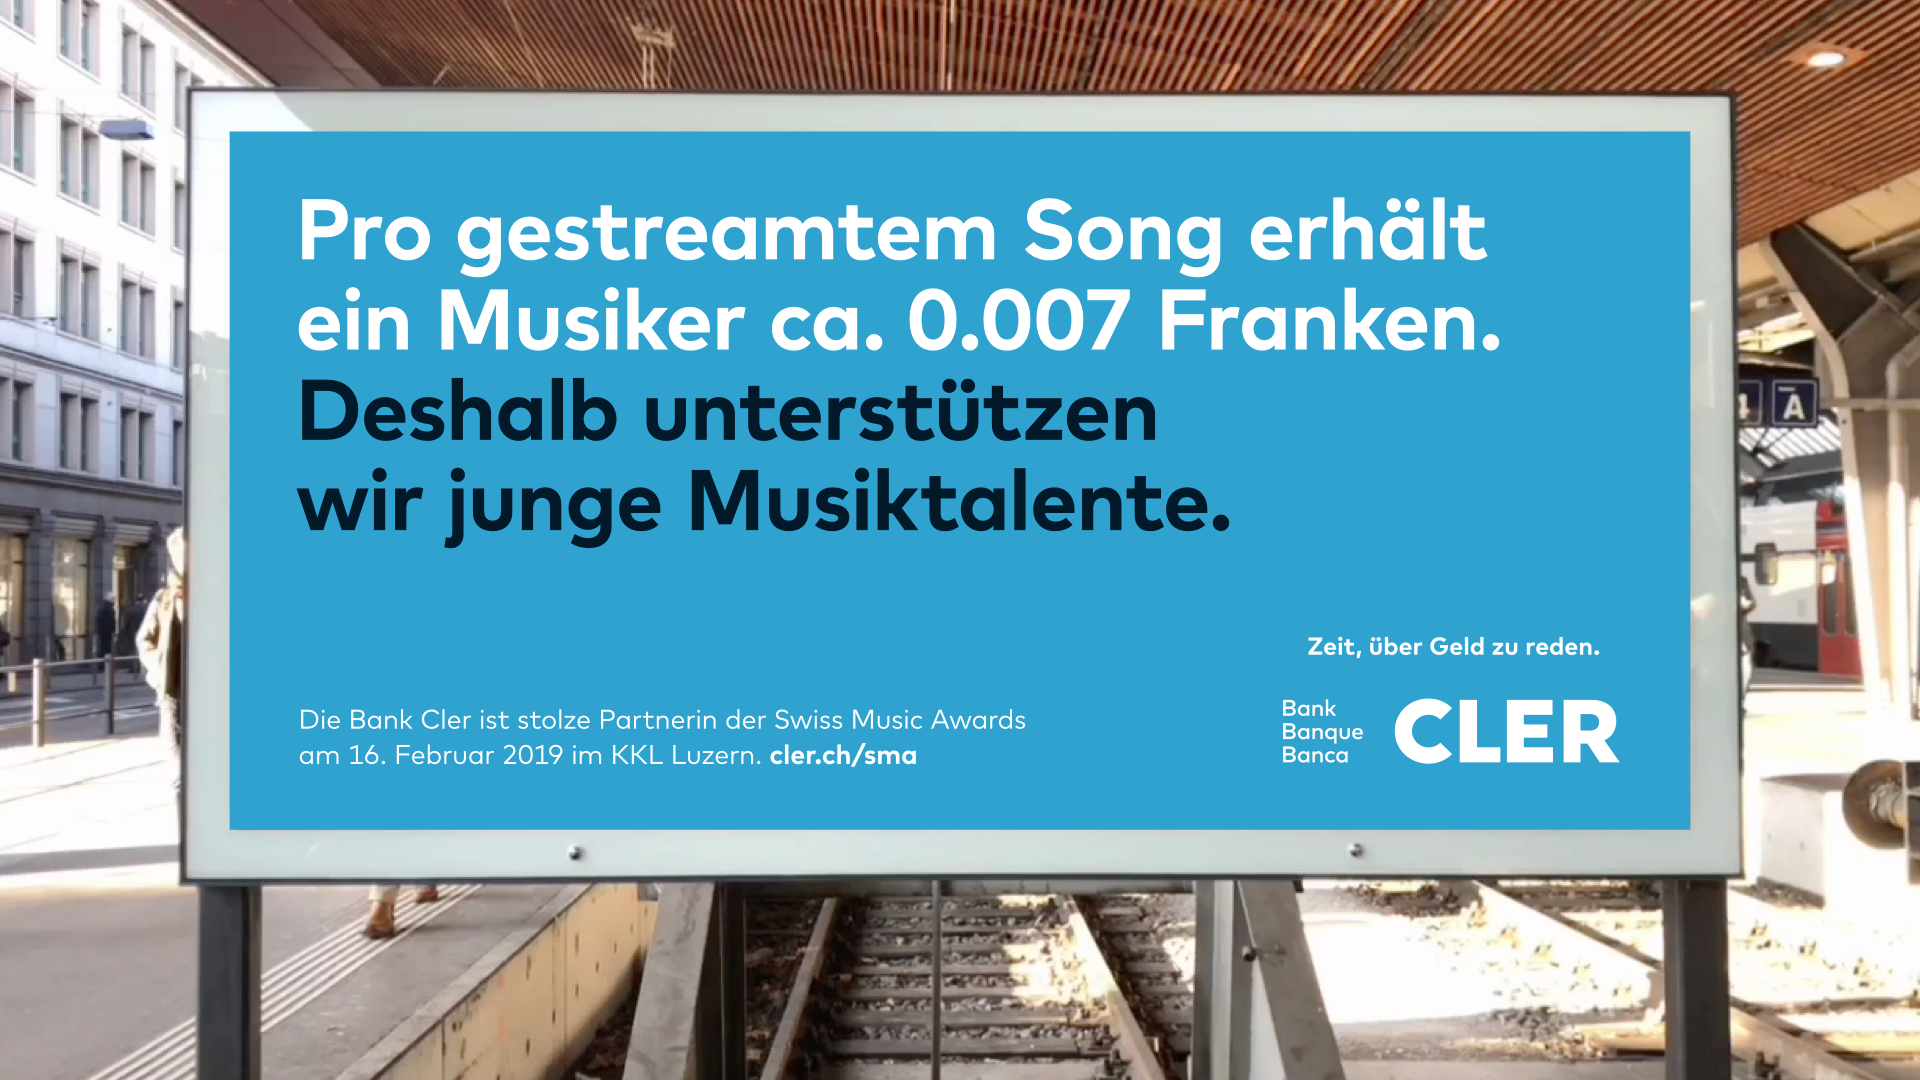 Pro gestreamtem Song erhält
ein Musiker ca. 0.007 Franken.
Deshalb unterstützen
wir junge Musiktalente.
Zeit, über Geld zu reden.
Die Bank Cler ist stolze Partnerin der Swiss Music Awards
am 16. Februar 2019 im KKL Luzern. cler.ch/sma
Bank
Banque
Banca
CLER
4 A